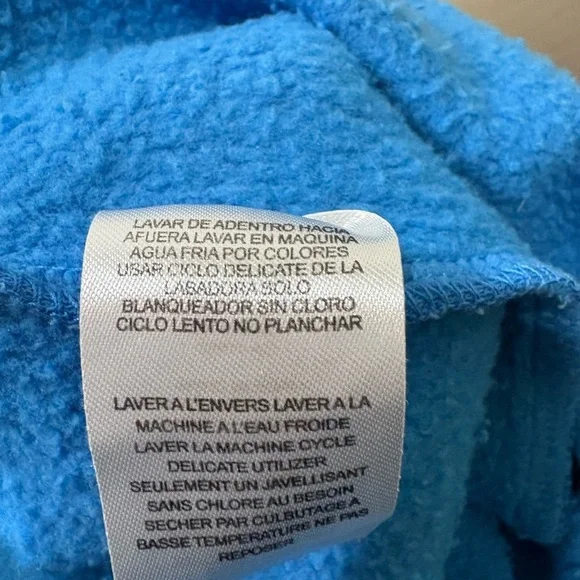 LAVAR DE ADENTRO HACIA
AFUERA LAVAR EN MAQUINA
AGUA FRIA POR COLORES
USAR CICLO DELICATE DE LA
LASADORA SOLO
BLANQUEADOR SIN CLORO
CICLO LENTO NO PLANCHAR
LAVER A L'ENVERS LAVER A LA
MACHINE A L'EAU FROIDE
LAVER LA MACHINE CYCLE
DELICATE UTILIZER
SEULEMENT UN JAVELLISANT
SANS CHLORE AU BESOIN
SECHER PAR CULBUTAGE A
BASSE TEMPERATURE NE PAS
REPOSER